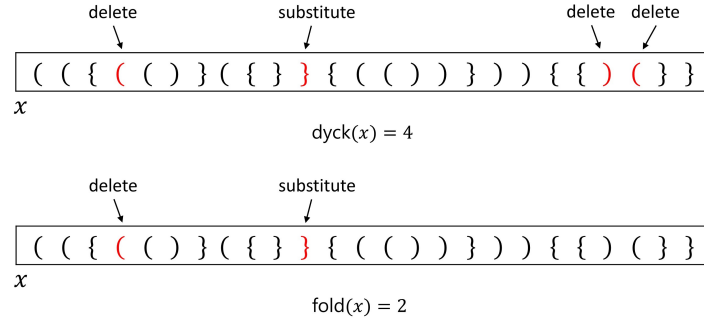 delete substitute delete delete
( ( { ( ( ) } ( { } } { ( ( ) ) } ) ) { { ) ( } }
x
dyck(x) = 4
delete substitute
( ( { ( ( ) } ( { } } { ( ( ) ) } ) ) { { ) ( } }
x
fold(x) = 2